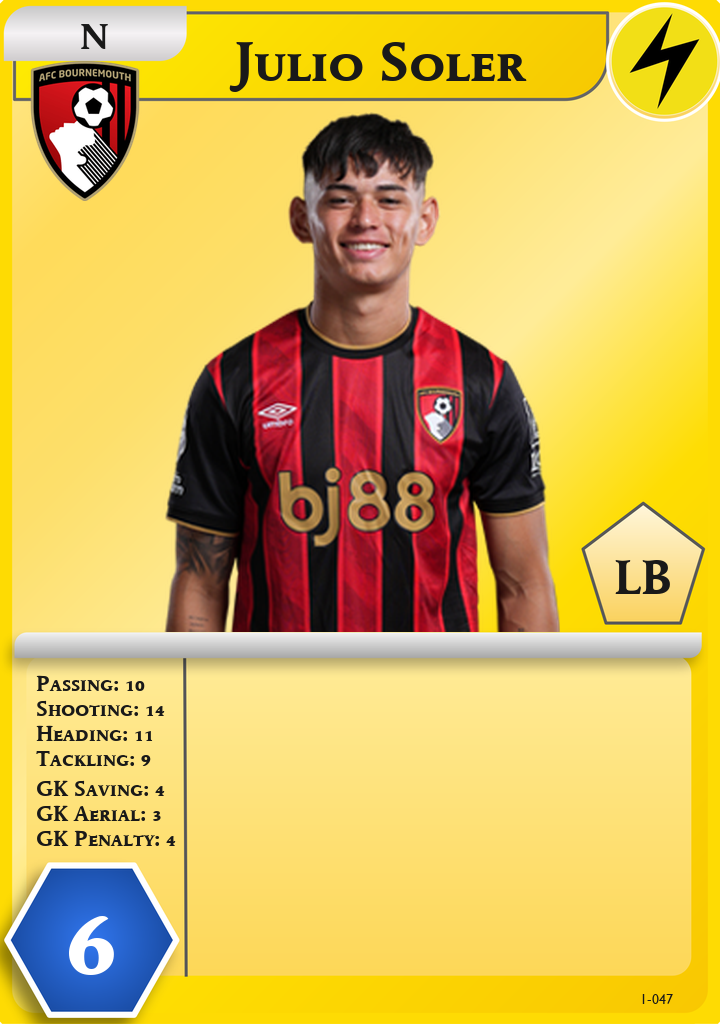 N
Julio Soler
AFC BOURNEMOUTH
umbro
bj88
LB
Passing: 10
Shooting: 14
Heading: 11
Tackling: 9
GK Saving: 4
GK Aerial: 3
GK Penalty: 4
6
1-047